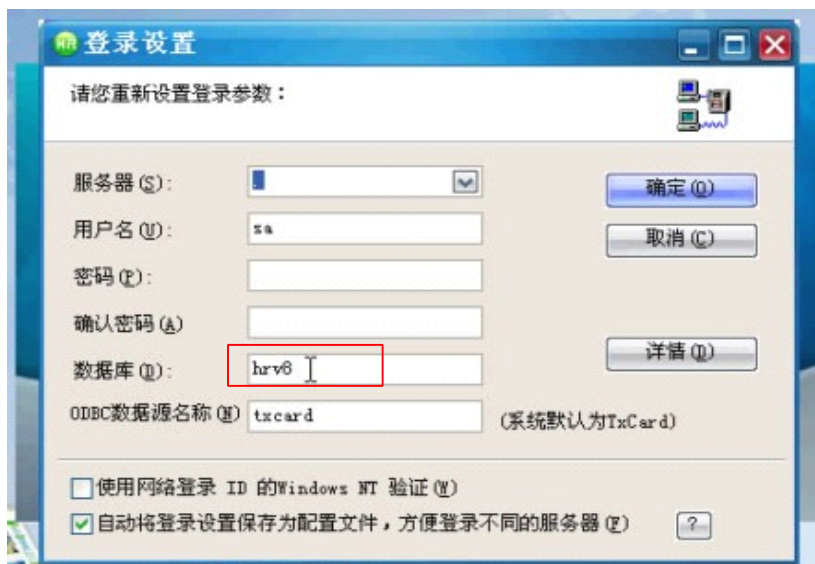 登录设置
请您重新设置登录参数：
服务器(S):
.
确定(O)
用户名(U):
sa
取消(C)
密码(P):
确认密码(A)
数据库(D):
hrv6
详情(D)
ODBC数据源名称(N)
txcard
(系统默认为TxCard)
使用网络登录 ID 的Windows NT 验证(W)
自动将登录设置保存为配置文件，方便登录不同的服务器(F)
?